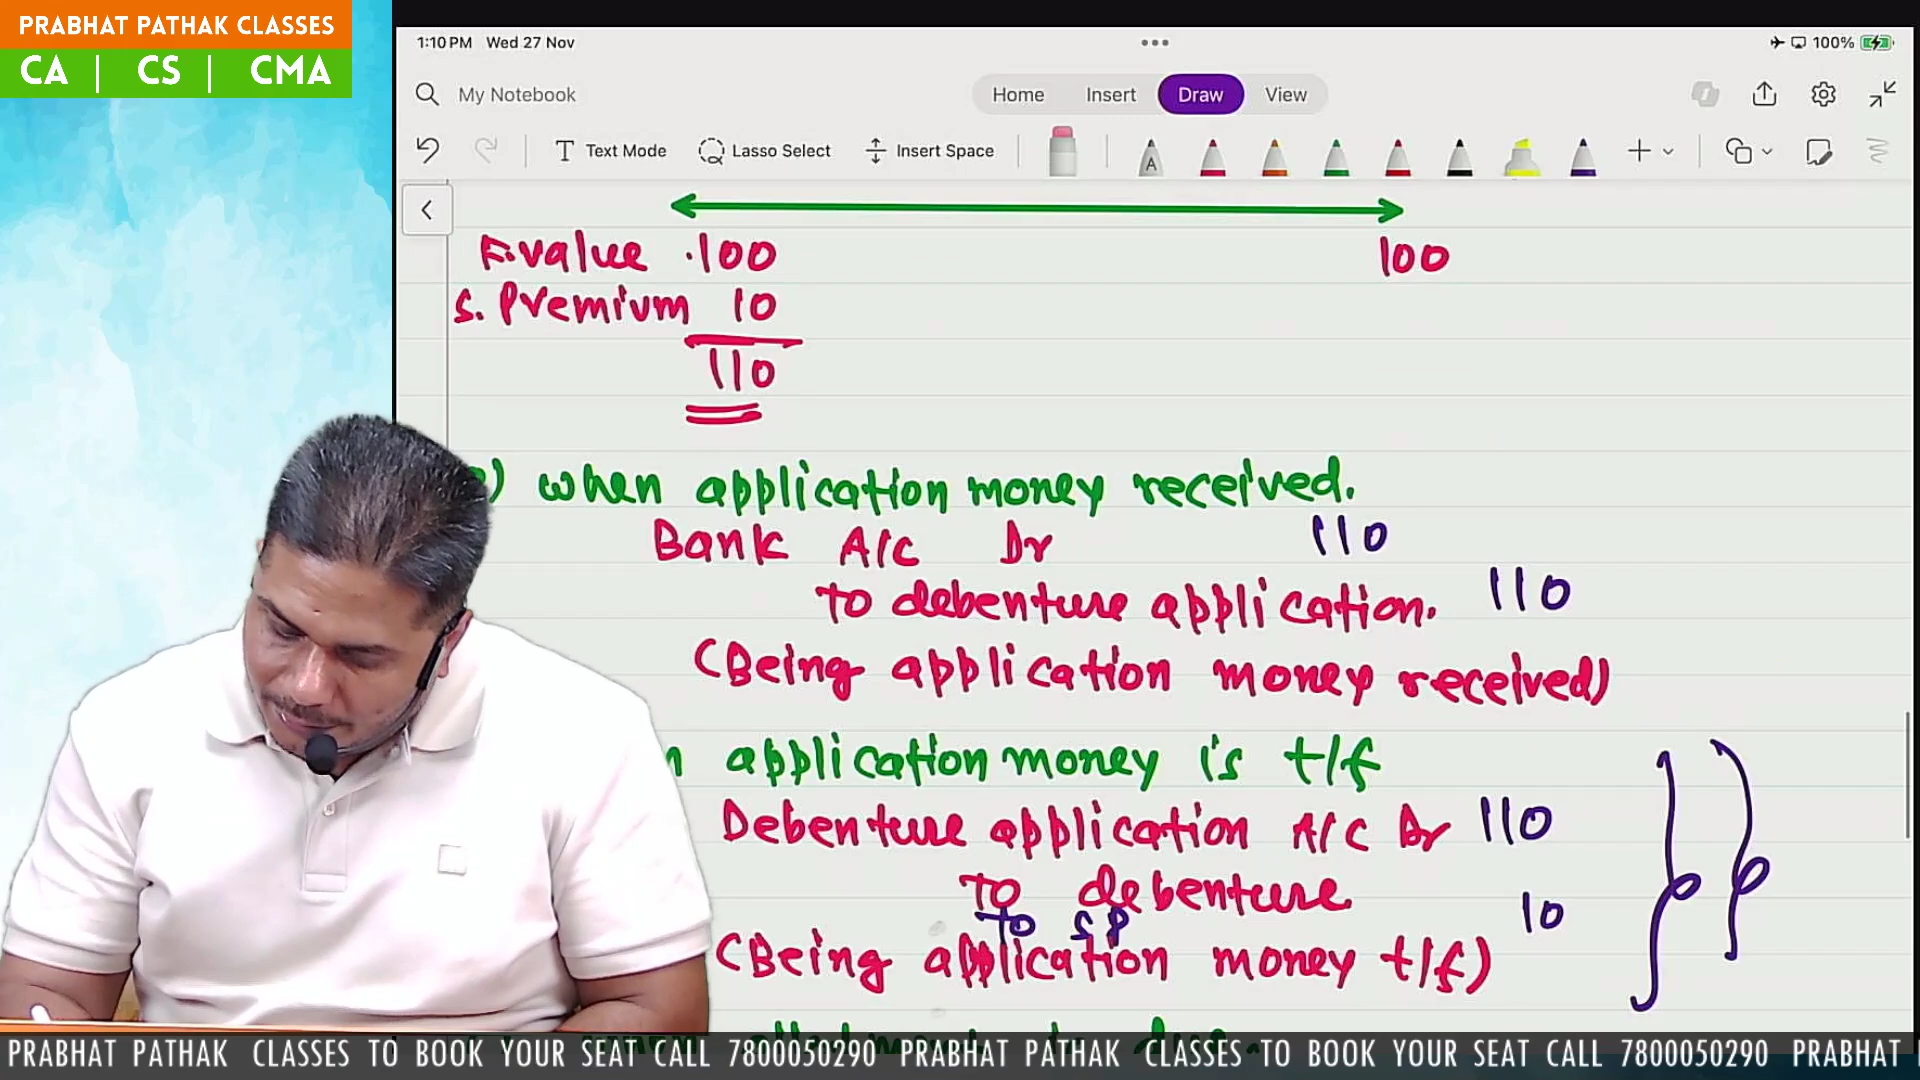 PRABHAT PATHAK CLASSES
CA | CS | CMA
1:10 PM Wed 27 Nov
100%
My Notebook
Home Insert Draw View
Text Mode Lasso Select Insert Space
A
F.value 100 100
S. Premium 10
110
) when application money received.
Bank A/C Dr 110
to debenture application. 110
(Being application money received)
n application money is t/f
Debenture application A/C Dr 110
To debenture
To SP 10
(Being application money t/f)
PRABHAT PATHAK CLASSES TO BOOK YOUR SEAT CALL 7800050290 PRABHAT PATHAK CLASSES TO BOOK YOUR SEAT CALL 7800050290 PRABHAT